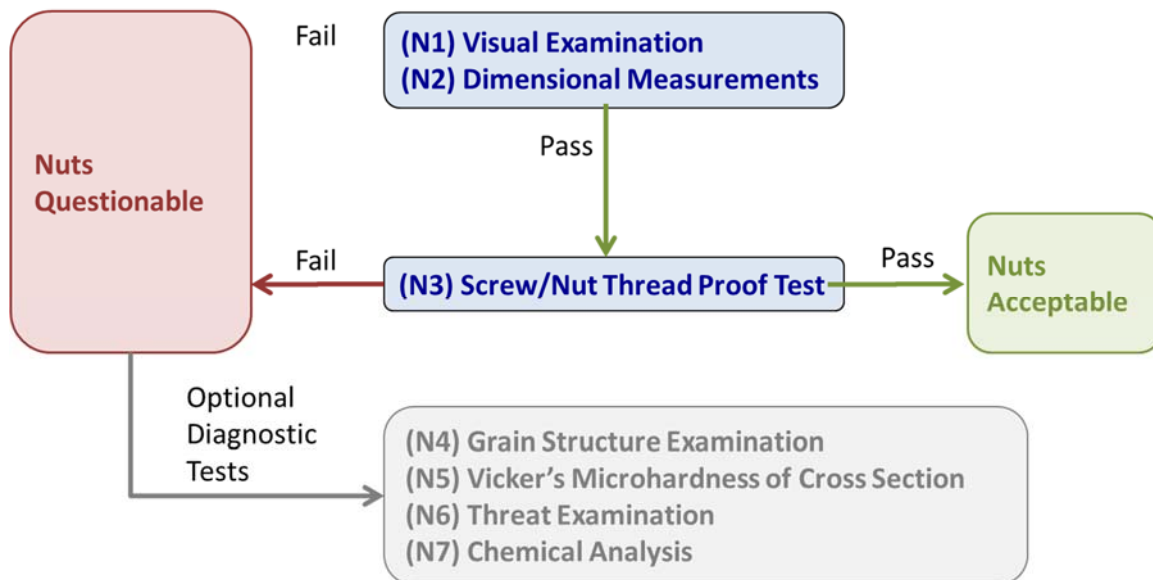 Fail
(N1) Visual Examination
(N2) Dimensional Measurements
Pass
Nuts
Questionable
Fail
(N3) Screw/Nut Thread Proof Test
Pass
Nuts
Acceptable
Optional
Diagnostic
Tests
(N4) Grain Structure Examination
(N5) Vicker’s Microhardness of Cross Section
(N6) Threat Examination
(N7) Chemical Analysis